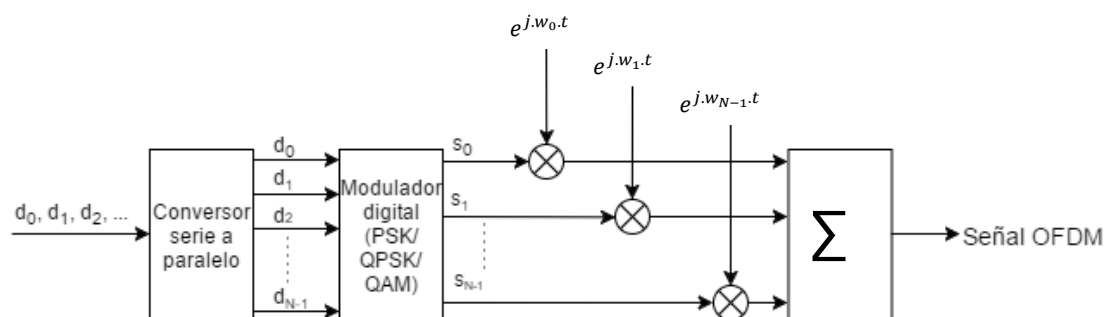 e^{j.w_0.t}
e^{j.w_1.t}
e^{j.w_{N-1}.t}
d_0, d_1, d_2, ...
Conversor
serie a
paralelo
d_0
d_1
d_2
d_{N-1}
Modulador
digital
(PSK/
QPSK/
QAM)
s_0
s_1
s_{N-1}
Σ
Señal OFDM